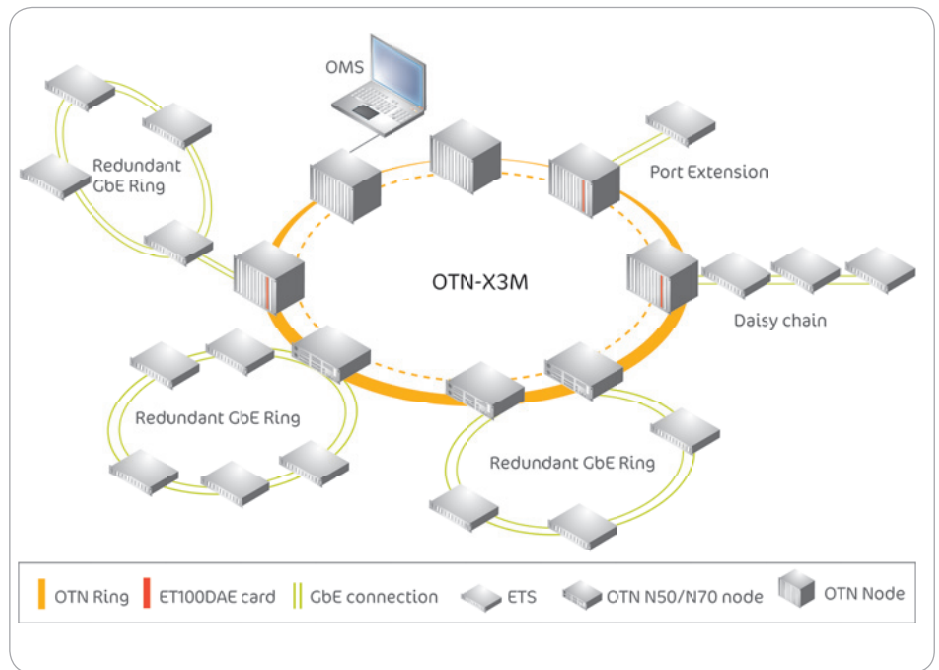 OMS
Redundant
GbE Ring
Port Extension
OTN-X3M
Daisy chain
Redundant GbE Ring
Redundant GbE Ring
OTN Ring
ET100DAE card
GbE connection
ETS
OTN N50/N70 node
OTN Node